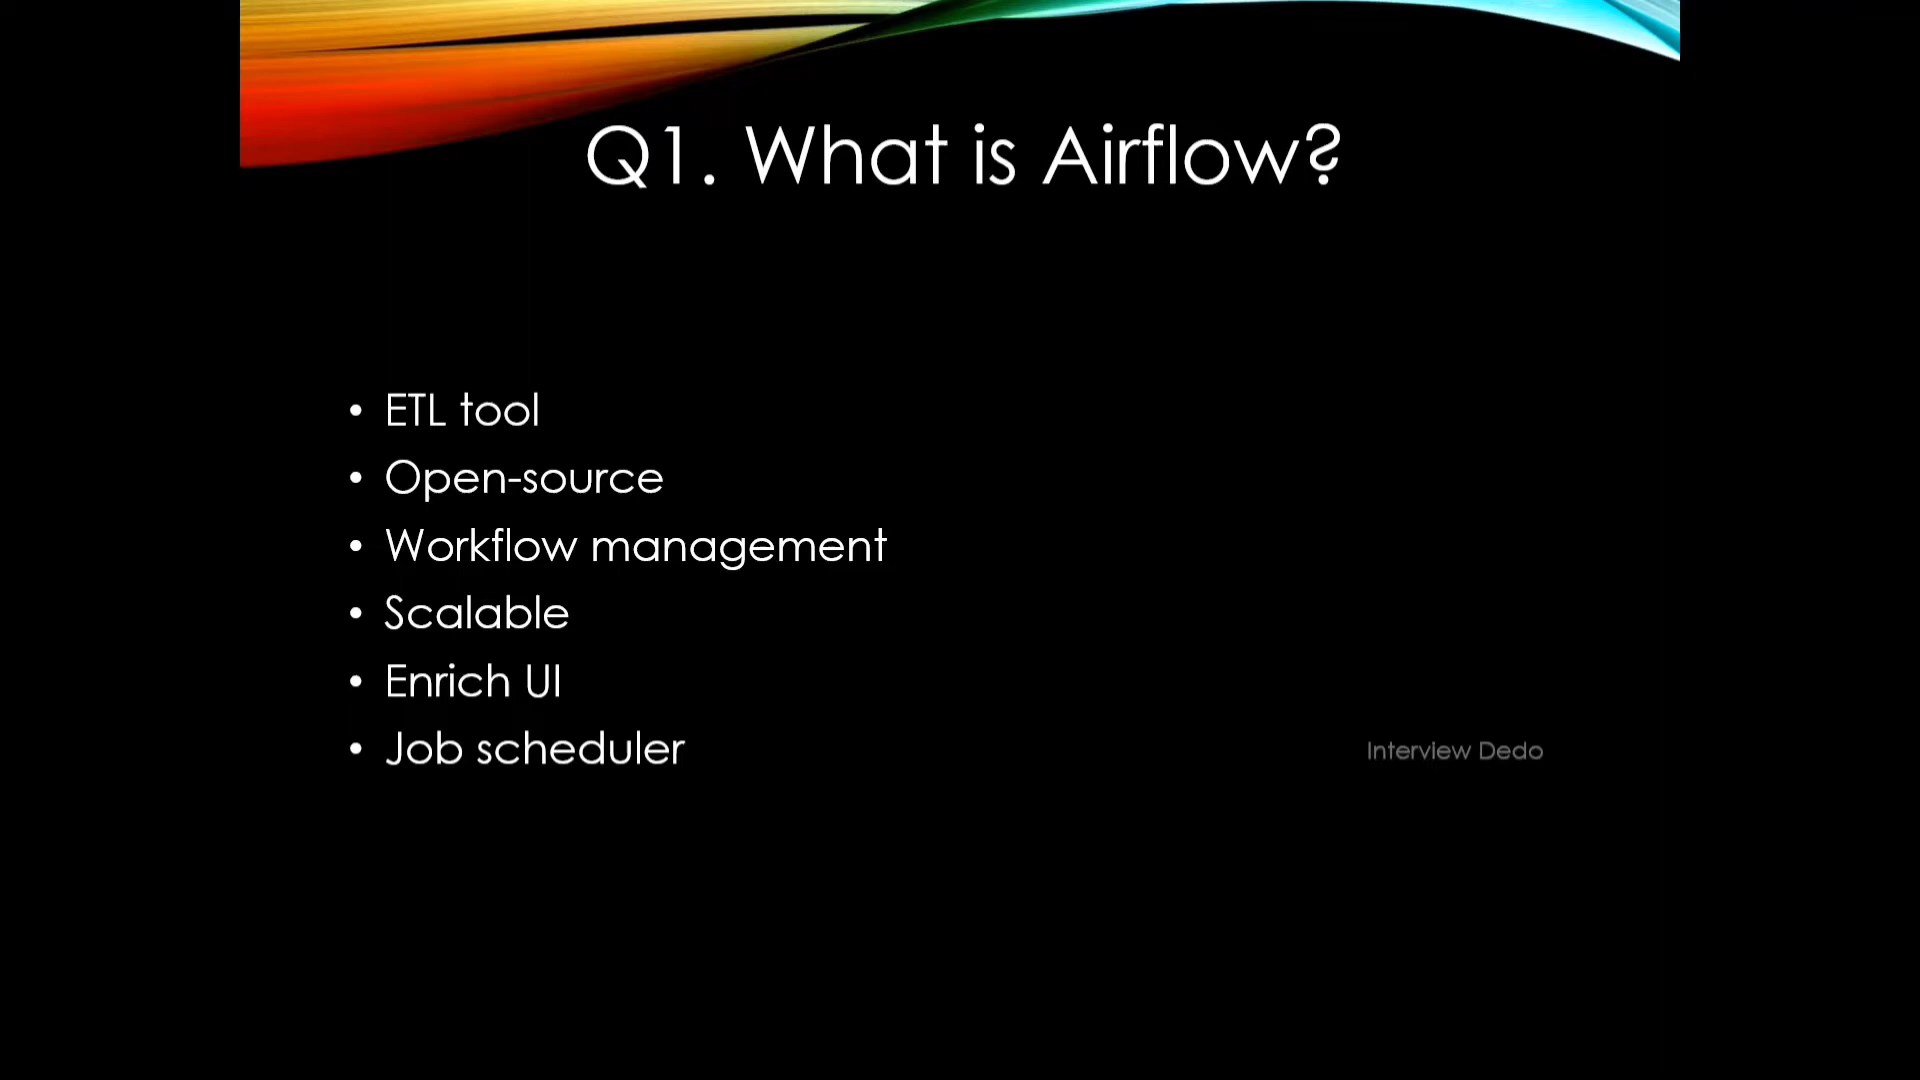 Q1. What is Airflow?
• ETL tool
• Open-source
• Workflow management
• Scalable
• Enrich UI
• Job scheduler
Interview Dedo